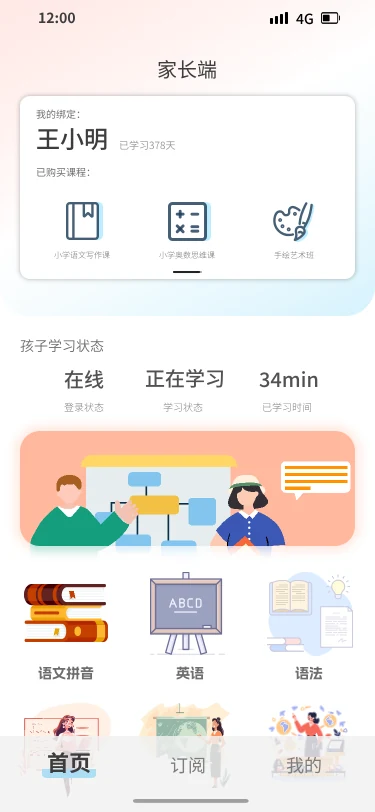 12:00 4G
家长端
我的绑定:
王小明 已学习378天
已购买课程:
小学语文写作课 小学奥数思维课 手绘艺术班
孩子学习状态
在线 正在学习 34min
登录状态 学习状态 已学习时间
ABCD
语文拼音 英语 语法
首页 订阅 我的